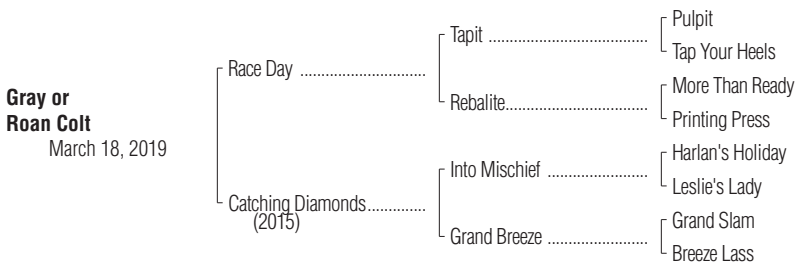 Gray or
Roan Colt
March 18, 2019
Race Day ..............................
Catching Diamonds..............
(2015)
Tapit ......................................
Rebalite..................................
Into Mischief ........................
Grand Breeze ........................
Pulpit
Tap Your Heels
More Than Ready
Printing Press
Harlan's Holiday
Leslie's Lady
Grand Slam
Breeze Lass